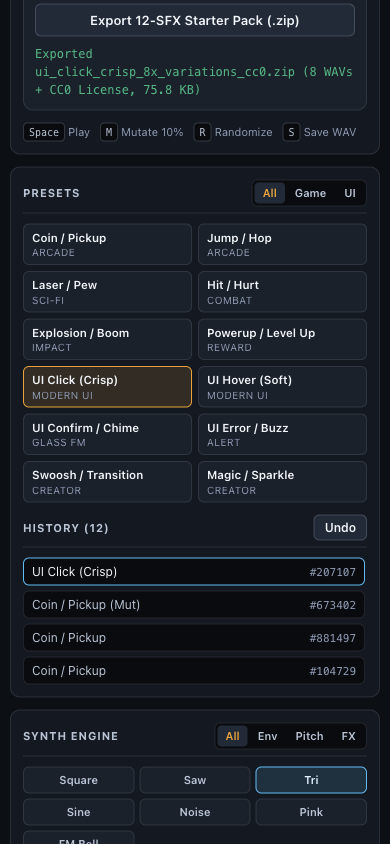 Export 12-SFX Starter Pack (.zip)
Exported
ui_click_crisp_8x_variations_cc0.zip (8 WAVs
+ CC0 License, 75.8 KB)
Space Play M Mutate 10% R Randomize S Save WAV
PRESETS All Game UI
Coin / Pickup Jump / Hop
ARCADE ARCADE
Laser / Pew Hit / Hurt
SCI-FI COMBAT
Explosion / Boom Powerup / Level Up
IMPACT REWARD
UI Click (Crisp) UI Hover (Soft)
MODERN UI MODERN UI
UI Confirm / Chime UI Error / Buzz
GLASS FM ALERT
Swoosh / Transition Magic / Sparkle
CREATOR CREATOR
HISTORY (12) Undo
UI Click (Crisp) #207107
Coin / Pickup (Mut) #673402
Coin / Pickup #881497
Coin / Pickup #104729
SYNTH ENGINE All Env Pitch FX
Square Saw Tri
Sine Noise Pink
FM Bell